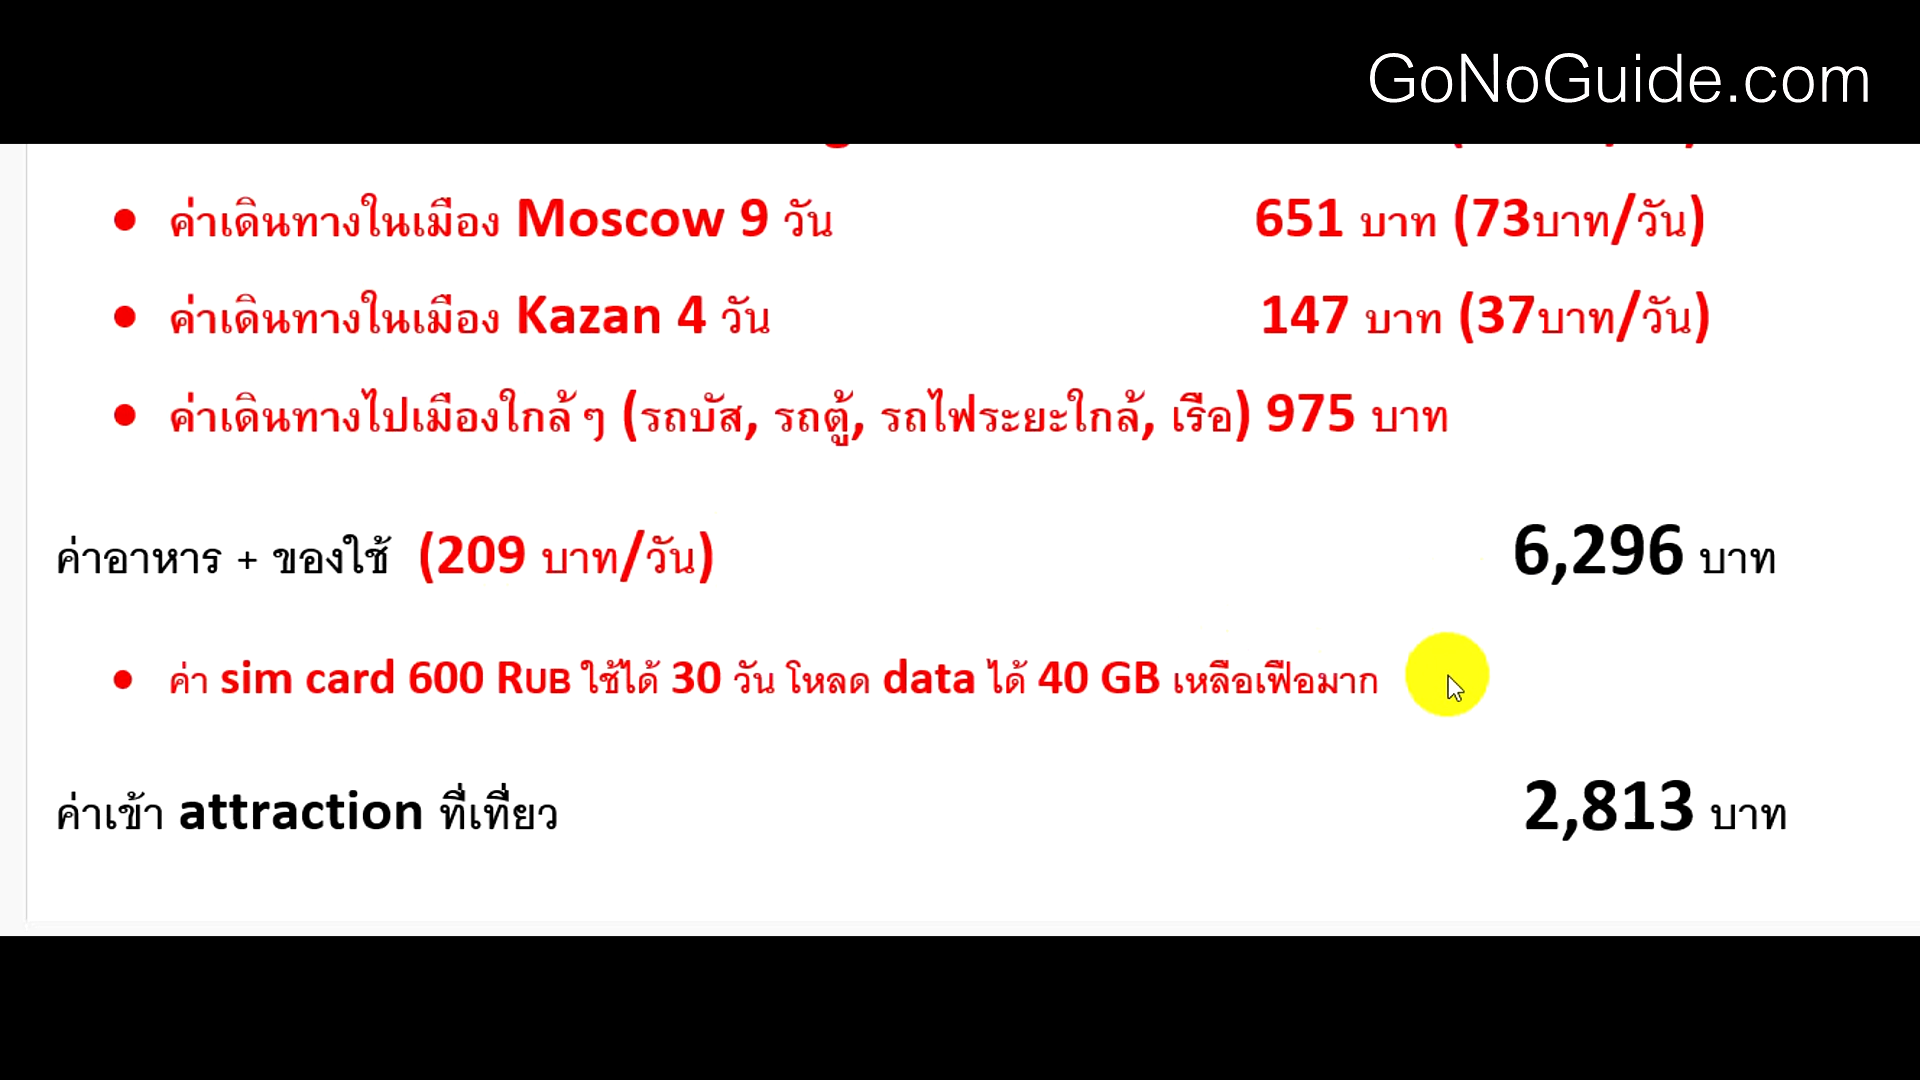 GoNoGuide.com
• ค่าเดินทางในเมือง Moscow 9 วัน 651 บาท (73บาท/วัน)
• ค่าเดินทางในเมือง Kazan 4 วัน 147 บาท (37บาท/วัน)
• ค่าเดินทางไปเมืองใกล้ๆ (รถบัส, รถตู้, รถไฟระยะใกล้, เรือ) 975 บาท
ค่าอาหาร + ของใช้ (209 บาท/วัน) 6,296 บาท
• ค่า sim card 600 RUB ใช้ได้ 30 วัน โหลด data ได้ 40 GB เหลือเฟือมาก
ค่าเข้า attraction ที่เที่ยว 2,813 บาท